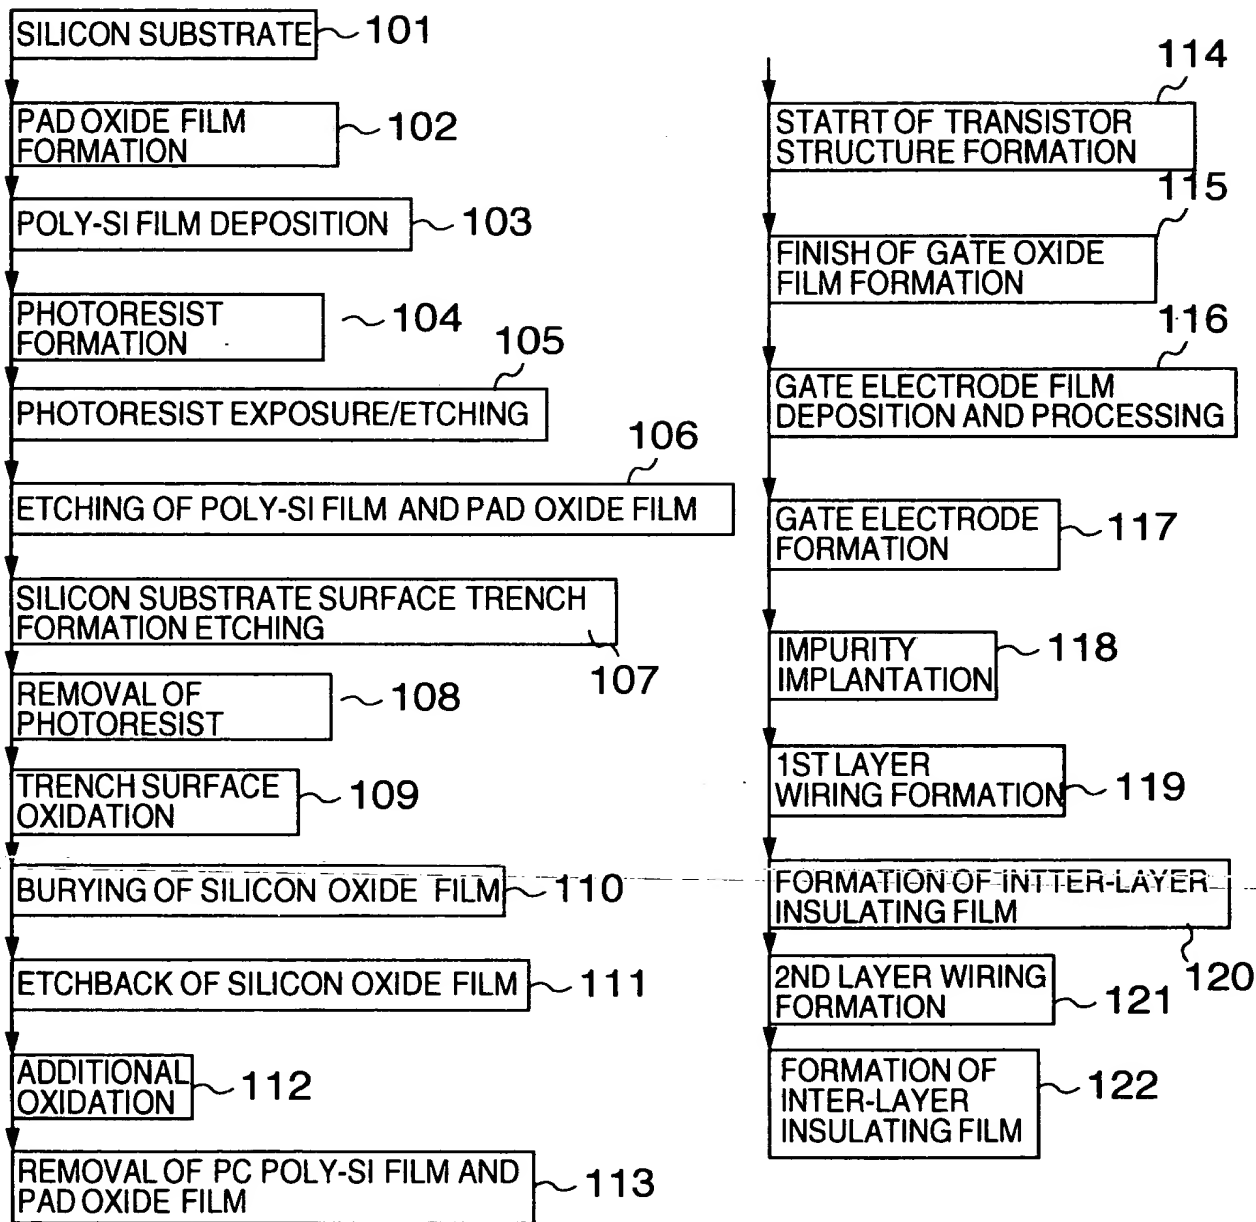 SILICON SUBSTRATE 101
PAD OXIDE FILM
FORMATION 102
POLY-SI FILM DEPOSITION 103
PHOTORESIST
FORMATION 104
105
PHOTORESIST EXPOSURE/ETCHING
106
ETCHING OF POLY-SI FILM AND PAD OXIDE FILM
SILICON SUBSTRATE SURFACE TRENCH
FORMATION ETCHING
107
REMOVAL OF
PHOTORESIST 108
TRENCH SURFACE
OXIDATION 109
BURYING OF SILICON OXIDE FILM 110
ETCHBACK OF SILICON OXIDE FILM 111
ADDITIONAL
OXIDATION 112
REMOVAL OF PC POLY-SI FILM AND
PAD OXIDE FILM 113
114
STATRT OF TRANSISTOR
STRUCTURE FORMATION
115
FINISH OF GATE OXIDE
FILM FORMATION
116
GATE ELECTRODE FILM
DEPOSITION AND PROCESSING
GATE ELECTRODE
FORMATION 117
IMPURITY
IMPLANTATION 118
1ST LAYER
WIRING FORMATION 119
FORMATION OF INTTER-LAYER
INSULATING FILM
120
2ND LAYER WIRING
FORMATION 121
FORMATION OF
INTER-LAYER
INSULATING FILM 122